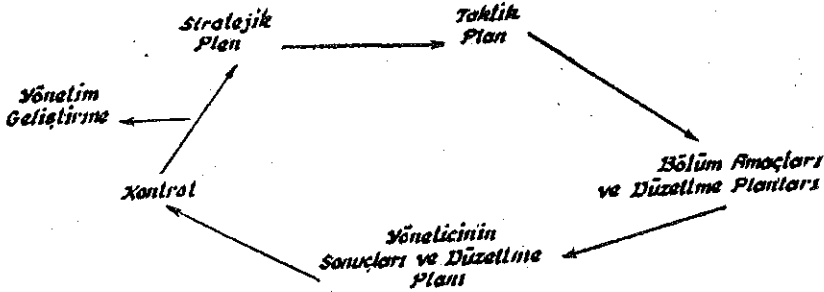 Stratejik
Plan
Taktik
Plan
Yönetim
Geliştirme
Bölüm Amaçları
ve Düzeltme Planları
Kontrol
Yöneticinin
Sonuçları ve Düzeltme
Planı